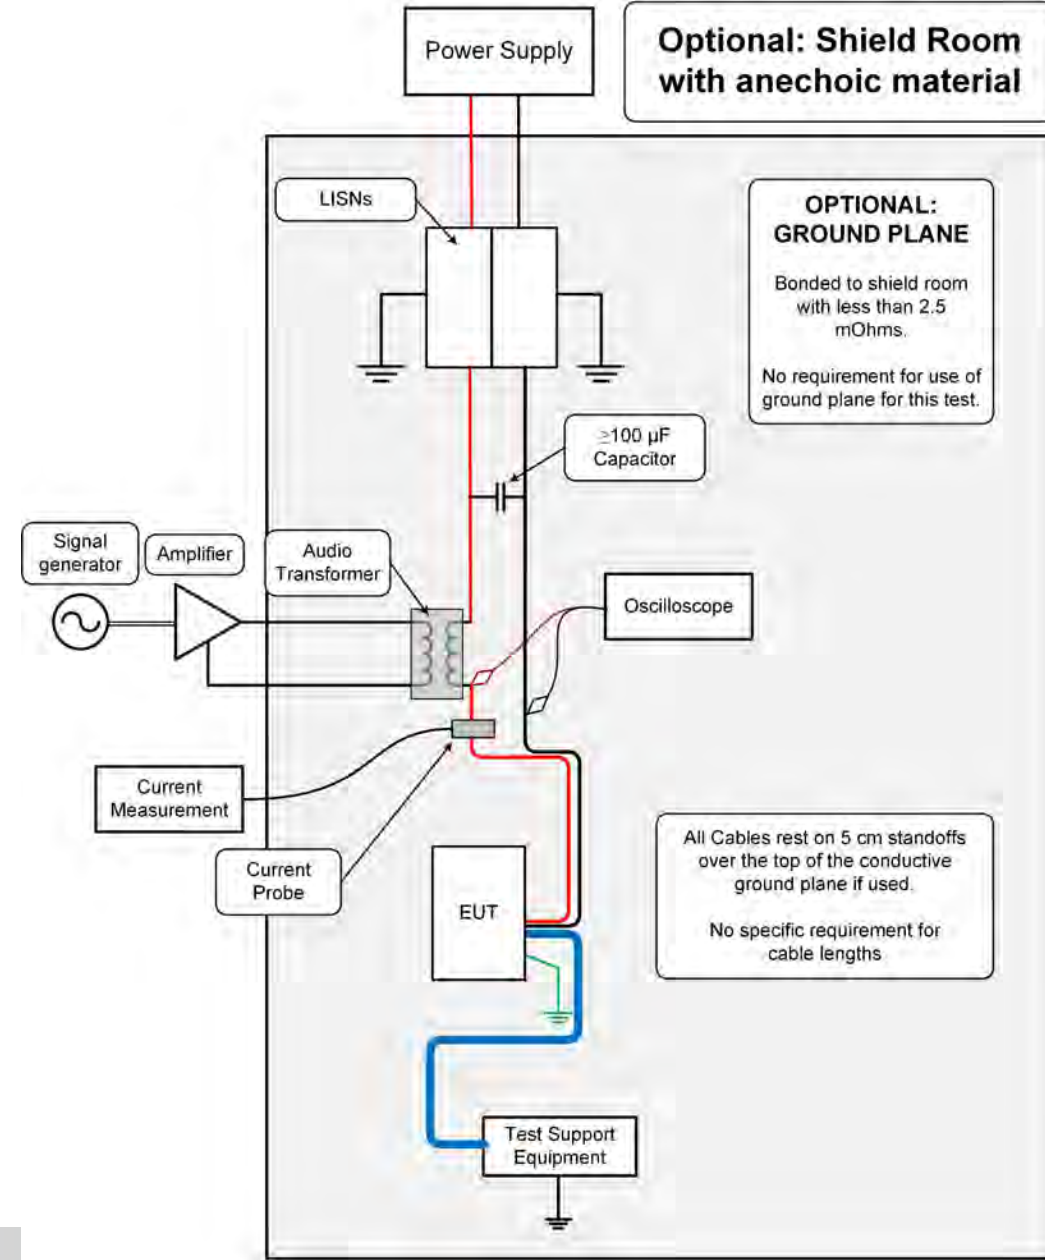 Power Supply
Optional: Shield Room
with anechoic material
LISNs
OPTIONAL:
GROUND PLANE
Bonded to shield room
with less than 2.5
mOhms.
No requirement for use of
ground plane for this test.
≥100 µF
Capacitor
Signal
generator
Amplifier
Audio
Transformer
Oscilloscope
Current
Measurement
Current
Probe
EUT
All Cables rest on 5 cm standoffs
over the top of the conductive
ground plane if used.
No specific requirement for
cable lengths
Test Support
Equipment